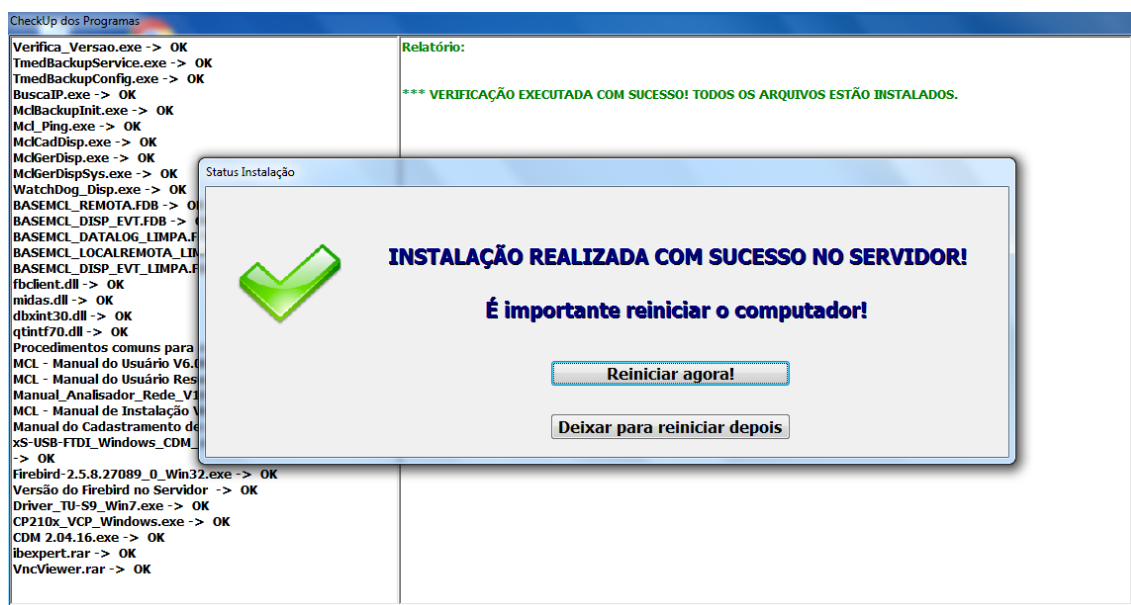 CheckUp dos Programas
Verifica_Versao.exe -> OK
TmedBackupService.exe -> OK
TmedBackupConfig.exe -> OK
BuscaIP.exe -> OK
MclBackupInit.exe -> OK
Mcl_Ping.exe -> OK
MclCadDisp.exe -> OK
MclGerDisp.exe -> OK
MclGerDispSys.exe -> OK
WatchDog_Disp.exe -> OK
BASEMCL_REMOTA.FDB ->
BASEMCL_DISP_EVT.FDB ->
BASEMCL_DATALOG_LIMPA.F
BASEMCL_LOCALREMOTA_LIM
BASEMCL_DISP_EVT_LIMPA.F
fbclient.dll -> OK
midas.dll -> OK
dbxint30.dll -> OK
qtintf70.dll -> OK
Procedimentos comuns para
MCL - Manual do Usuário V6.
MCL - Manual do Usuário Res
Manual_Analisador_Rede_V1
MCL - Manual de Instalação
Manual do Cadastramento de
xS-USB-FTDI_Windows_CDM_
-> OK
Firebird-2.5.8.27089_0_Win32.exe -> OK
Versão do Firebird no Servidor -> OK
Driver_TU-S9_Win7.exe -> OK
CP210x_VCP_Windows.exe -> OK
CDM 2.04.16.exe -> OK
ibexpert.rar -> OK
VncViewer.rar -> OK
Relatório:
*** VERIFICAÇÃO EXECUTADA COM SUCESSO! TODOS OS ARQUIVOS ESTÃO INSTALADOS.
Status Instalação
INSTALAÇÃO REALIZADA COM SUCESSO NO SERVIDOR!
É importante reiniciar o computador!
Reiniciar agora!
Deixar para reiniciar depois